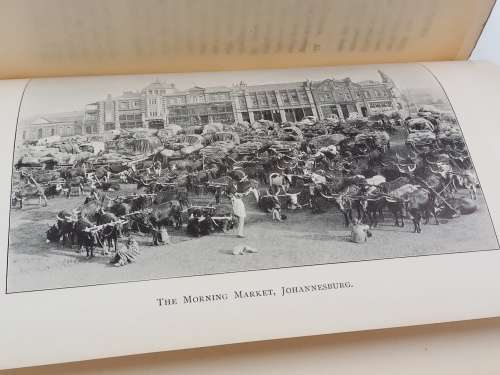 The Morning Market, Johannesburg.